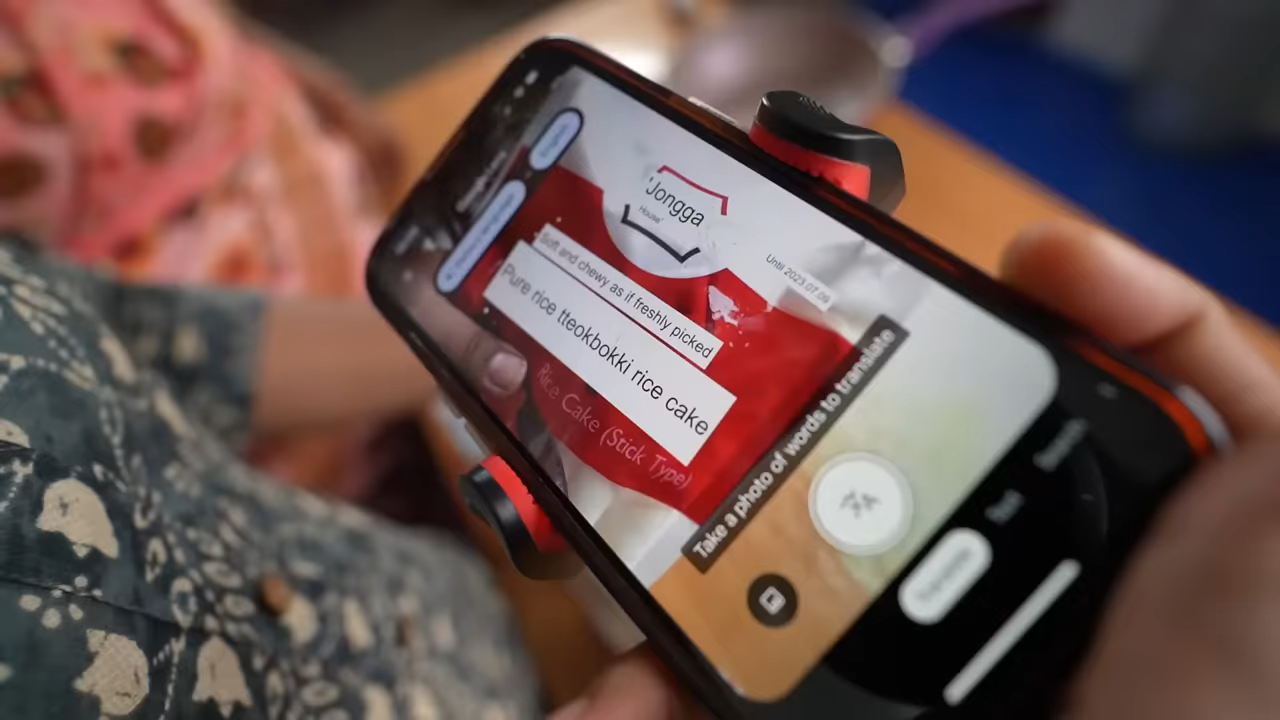 'Jongga
House'
Until 2023.07.09
Soft and chewy as if freshly picked
Pure rice tteokbokki rice cake
Rice Cake (Stick Type)
Take a photo of words to translate